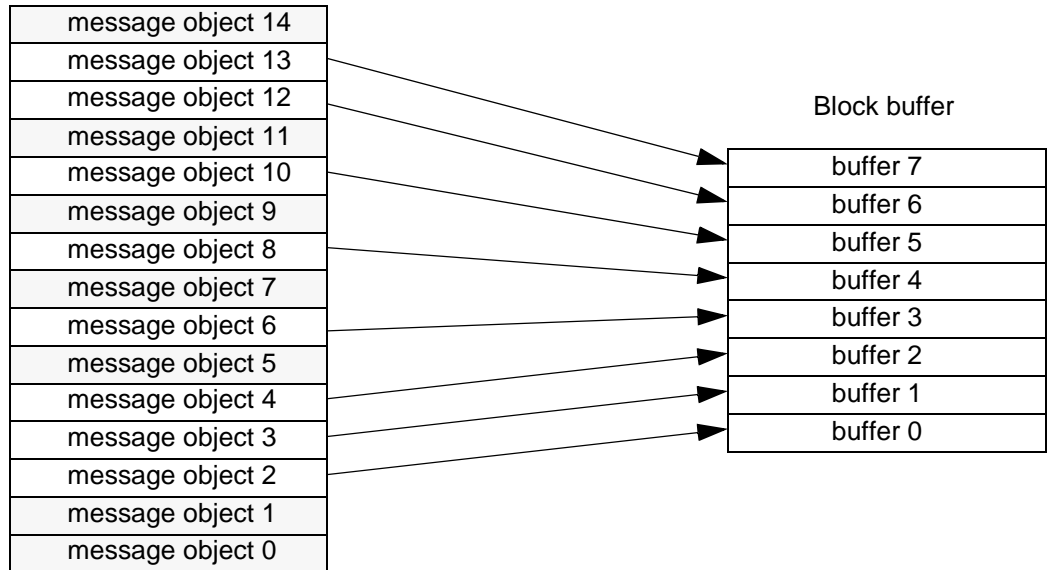 message object 14
message object 13
message object 12
message object 11
message object 10
message object 9
message object 8
message object 7
message object 6
message object 5
message object 4
message object 3
message object 2
message object 1
message object 0
Block buffer
buffer 7
buffer 6
buffer 5
buffer 4
buffer 3
buffer 2
buffer 1
buffer 0